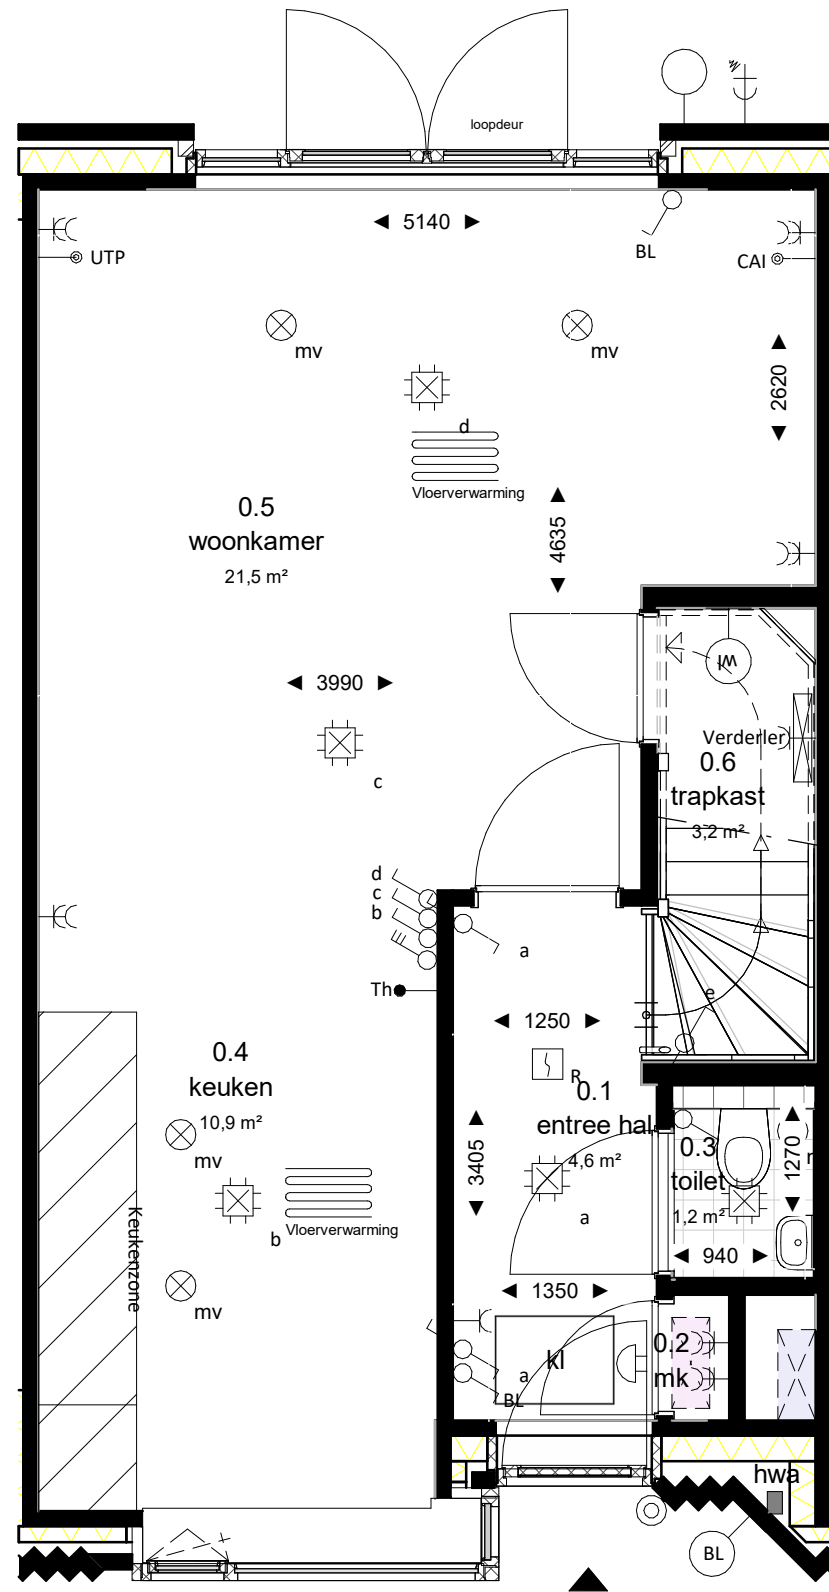 loopdeur
5140
BL
UTP
CAI
mv
mv
2620
d
Vloerverwarming
0.5
woonkamer
21,5 m²
4635
3990
c
Verderler
0.6
trapkast
3,2 m²
d
c
b
a
Th
e
1250
R
0.4
keuken
10,9 m²
mv
0.1
entree hal
4,6 m²
3405
0.3
toilet
1,2 m²
1270
a
Keukenzone
b
Vloerverwarming
mv
940
1350
kl
a
BL
0.2
mk
hwa
BL